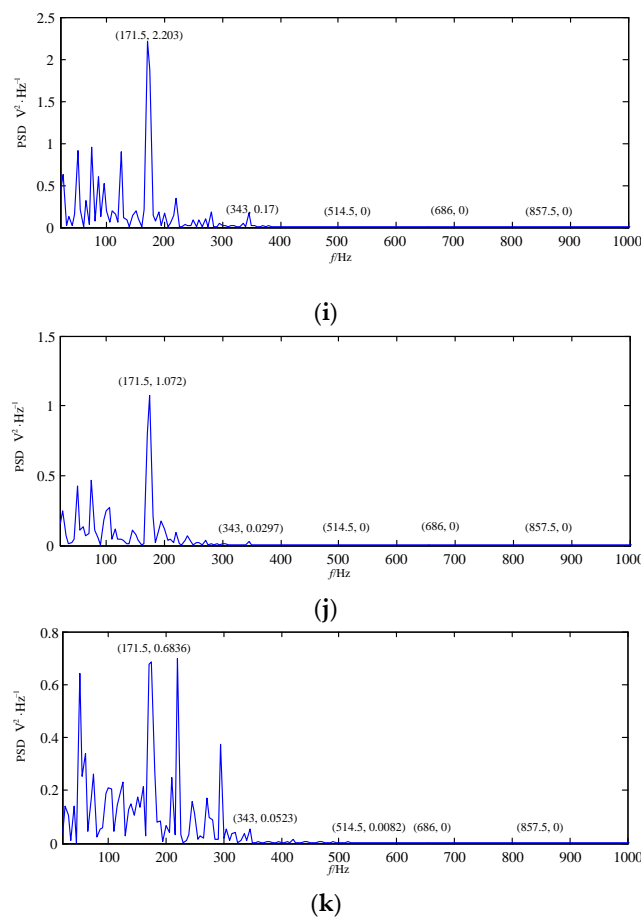 2.5
(171.5, 2.203)
2
1.5
PSD V²·Hz⁻¹
1
0.5
(343, 0.17) (514.5, 0) (686, 0) (857.5, 0)
0
100 200 300 400 500 600 700 800 900 1000
f/Hz
(i)
1.5
(171.5, 1.072)
1
PSD V²·Hz⁻¹
0.5
(343, 0.0297) (514.5, 0) (686, 0) (857.5, 0)
0
100 200 300 400 500 600 700 800 900 1000
f/Hz
(j)
0.8
(171.5, 0.6836)
0.6
PSD V²·Hz⁻¹
0.4
0.2
(343, 0.0523) (514.5, 0.0082) (686, 0) (857.5, 0)
0
100 200 300 400 500 600 700 800 900 1000
f/Hz
(k)